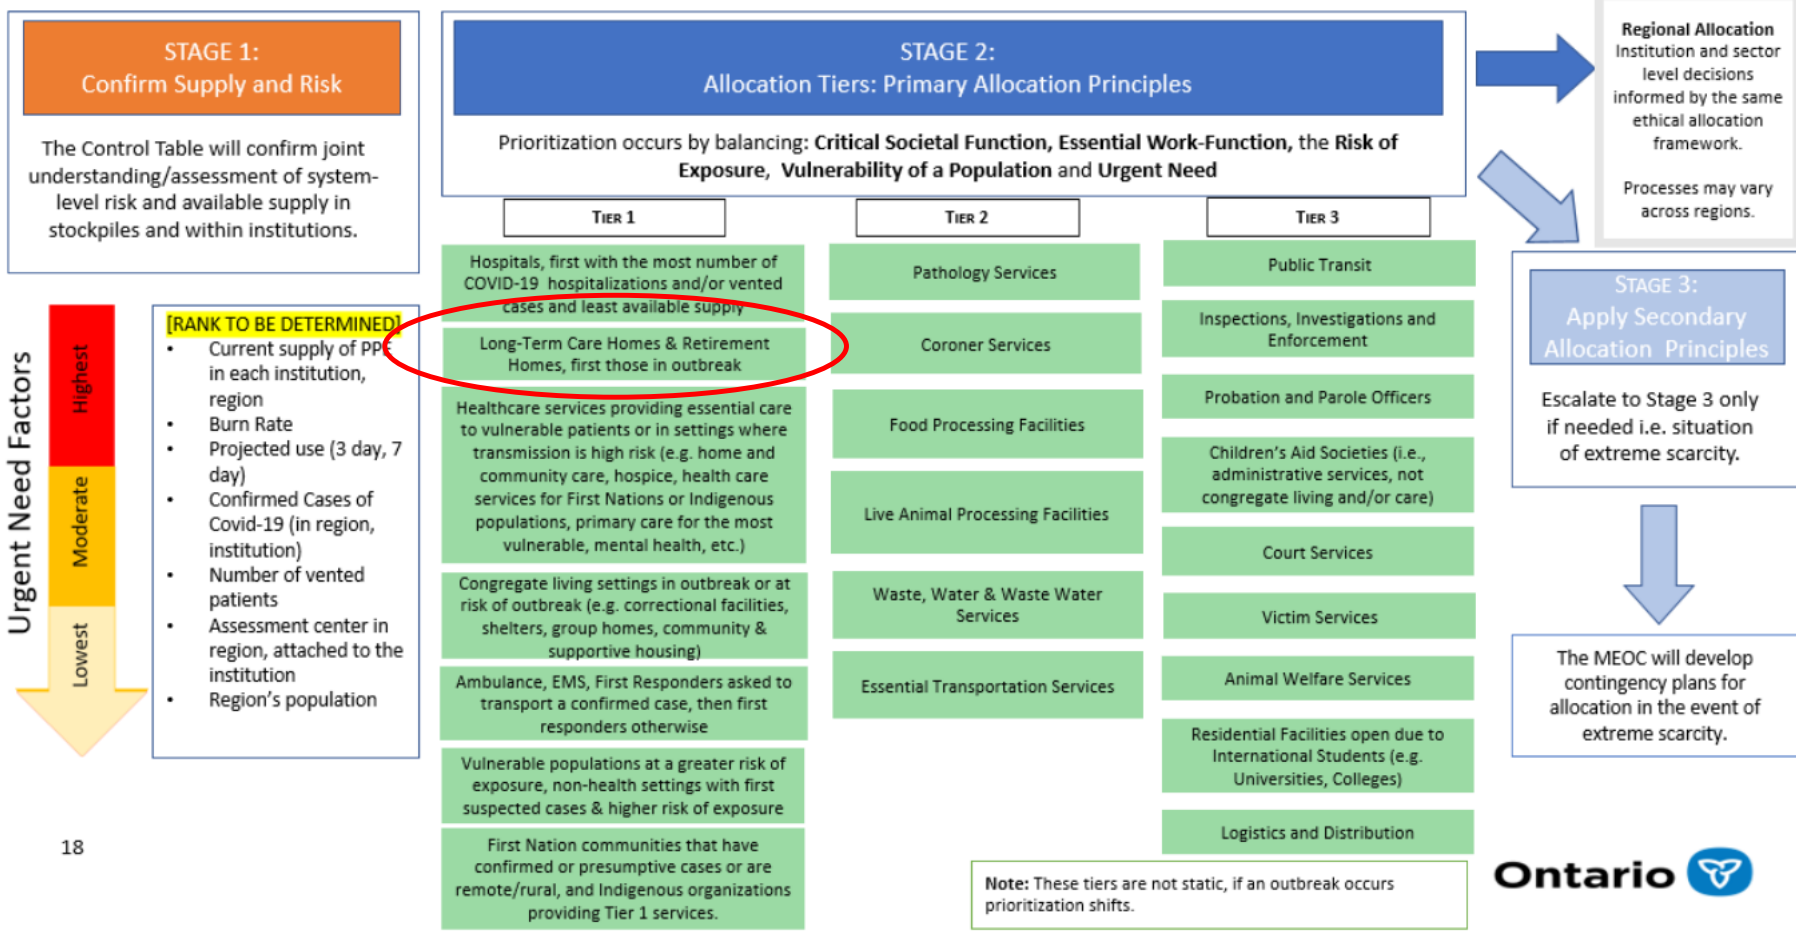 STAGE 1:
Confirm Supply and Risk
The Control Table will confirm joint
understanding/assessment of system-
level risk and available supply in
stockpiles and within institutions.
Urgent Need Factors
Highest
Moderate
Lowest
[RANK TO BE DETERMINED]
• Current supply of PPE
in each institution,
region
• Burn Rate
• Projected use (3 day, 7
day)
• Confirmed Cases of
Covid-19 (in region,
institution)
• Number of vented
patients
• Assessment center in
region, attached to the
institution
• Region's population
18
STAGE 2:
Allocation Tiers: Primary Allocation Principles
Prioritization occurs by balancing: Critical Societal Function, Essential Work-Function, the Risk of
Exposure, Vulnerability of a Population and Urgent Need
TIER 1
Hospitals, first with the most number of
COVID-19 hospitalizations and/or vented
cases and least available supply
Long-Term Care Homes & Retirement
Homes, first those in outbreak
Healthcare services providing essential care
to vulnerable patients or in settings where
transmission is high risk (e.g. home and
community care, hospice, health care
services for First Nations or Indigenous
populations, primary care for the most
vulnerable, mental health, etc.)
Congregate living settings in outbreak or at
risk of outbreak (e.g. correctional facilities,
shelters, group homes, community &
supportive housing)
Ambulance, EMS, First Responders asked to
transport a confirmed case, then first
responders otherwise
Vulnerable populations at a greater risk of
exposure, non-health settings with first
suspected cases & higher risk of exposure
First Nation communities that have
confirmed or presumptive cases or are
remote/rural, and Indigenous organizations
providing Tier 1 services.
TIER 2
Pathology Services
Coroner Services
Food Processing Facilities
Live Animal Processing Facilities
Waste, Water & Waste Water
Services
Essential Transportation Services
TIER 3
Public Transit
Inspections, Investigations and
Enforcement
Probation and Parole Officers
Children's Aid Societies (i.e.,
administrative services, not
congregate living and/or care)
Court Services
Victim Services
Animal Welfare Services
Residential Facilities open due to
International Students (e.g.
Universities, Colleges)
Logistics and Distribution
Note: These tiers are not static, if an outbreak occurs
prioritization shifts.
Regional Allocation
Institution and sector
level decisions
informed by the same
ethical allocation
framework.
Processes may vary
across regions.
STAGE 3:
Apply Secondary
Allocation Principles
Escalate to Stage 3 only
if needed i.e. situation
of extreme scarcity.
The MEOC will develop
contingency plans for
allocation in the event of
extreme scarcity.
Ontario